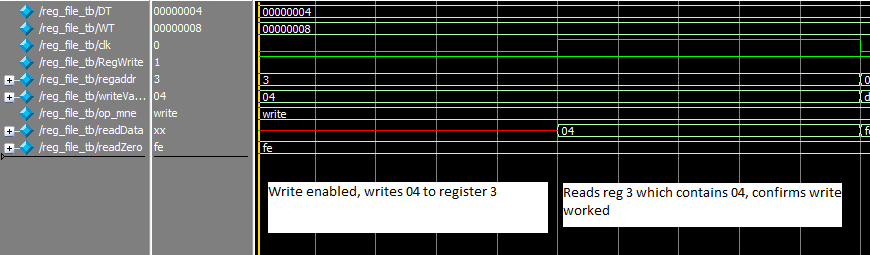 /reg_file_tb/DT 00000004 00000004
/reg_file_tb/WT 00000008 00000008
/reg_file_tb/clk 0
/reg_file_tb/RegWrite 1
/reg_file_tb/regaddr 3 3 0
/reg_file_tb/writeVa... 04 04 d
/reg_file_tb/op_mne write write
/reg_file_tb/readData xx 04
/reg_file_tb/readZero fe fe
Write enabled, writes 04 to register 3
Reads reg 3 which contains 04, confirms write
worked